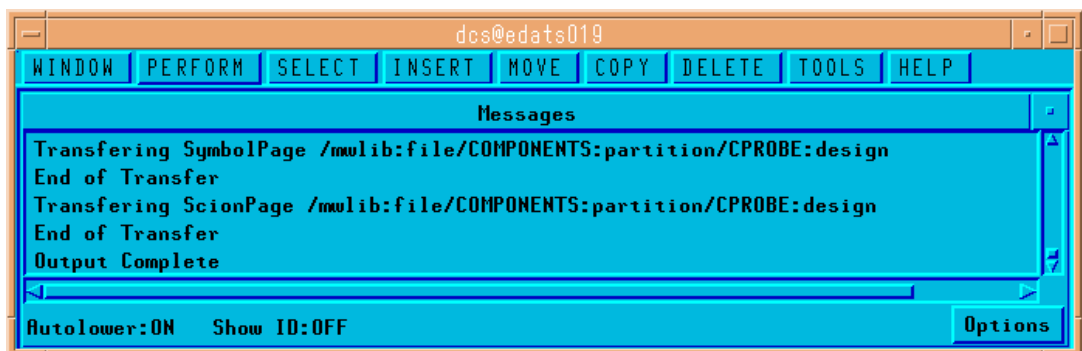 dcs@edats019
WINDOW PERFORM SELECT INSERT MOVE COPY DELETE TOOLS HELP
Messages
Transfering SymbolPage /mwlib:file/COMPONENTS:partition/CPROBE:design
End of Transfer
Transfering ScionPage /mwlib:file/COMPONENTS:partition/CPROBE:design
End of Transfer
Output Complete
Autolower:ON Show ID:OFF Options